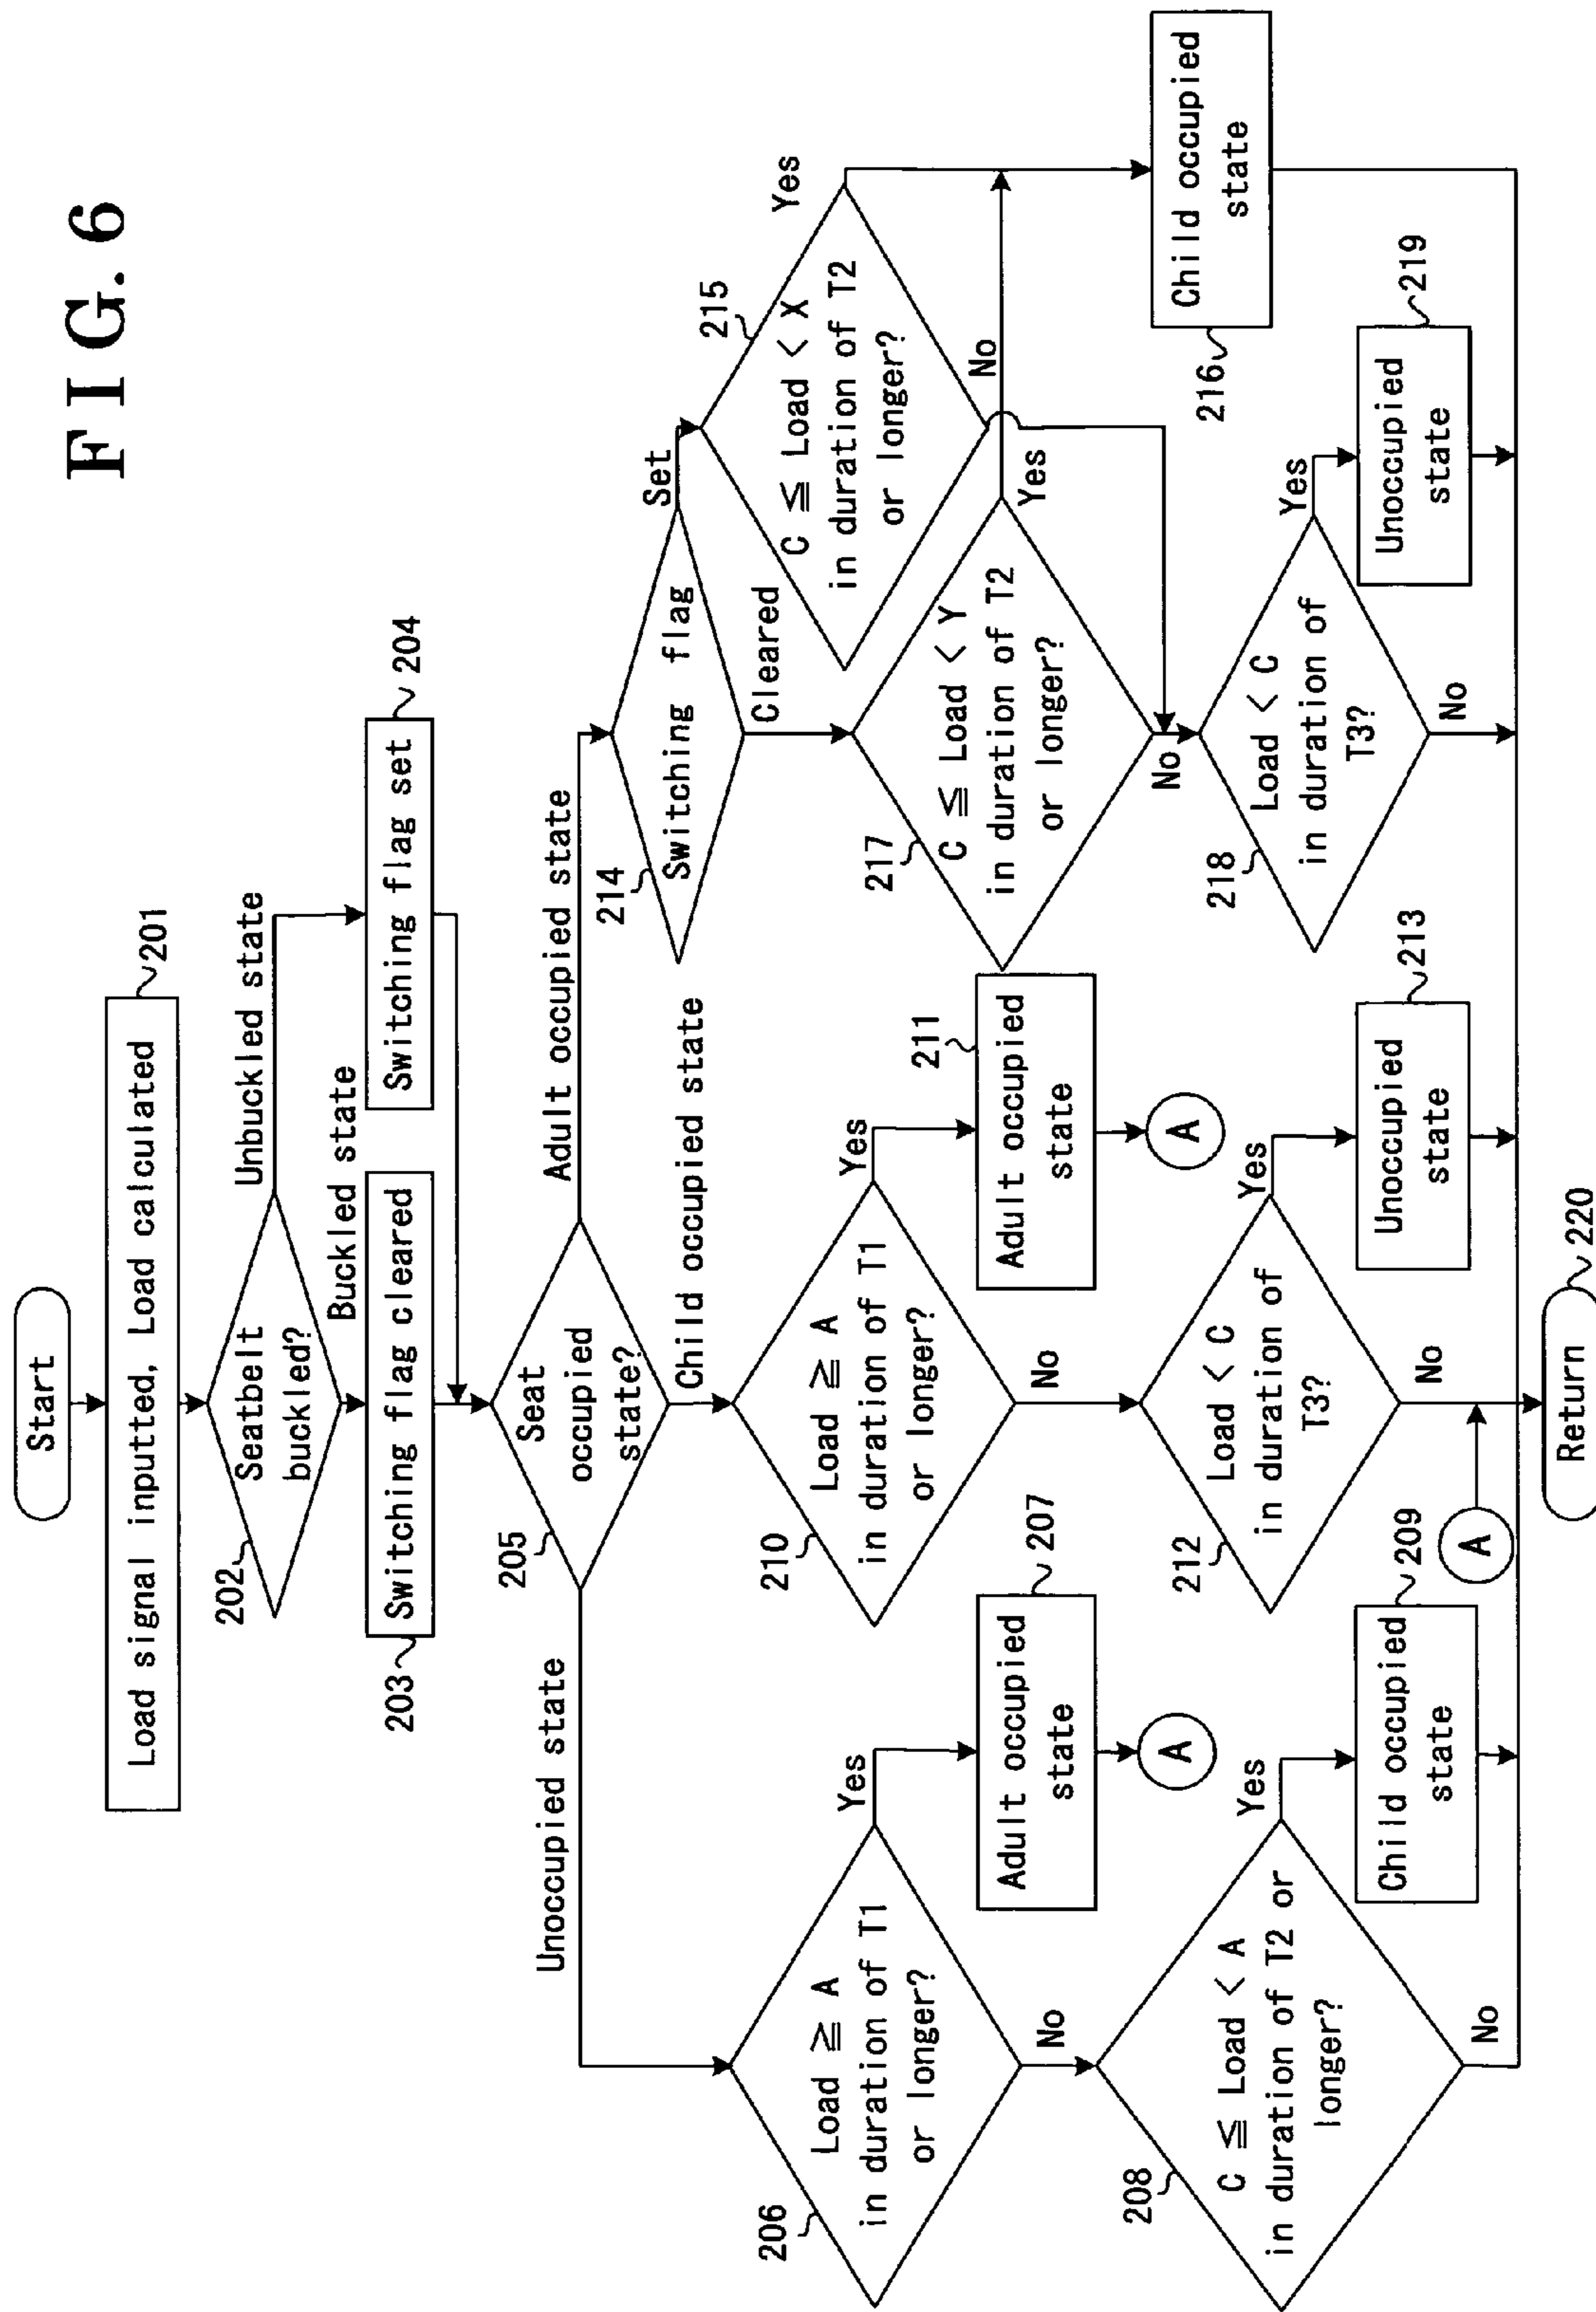 FIG. 6
Start
Load signal inputted, Load calculated
201
Seatbelt
buckled?
202
Unbuckled state
Buckled state
Switching flag cleared
203
Switching flag set
204
Seat
occupied
state?
205
Unoccupied state
Child occupied state
Adult occupied state
Load ≧ A
in duration of T1
or longer?
206
Yes
No
Adult occupied
state
207
A
C ≦ Load < A
in duration of T2 or
longer?
208
Yes
No
Child occupied
state
209
Load ≧ A
in duration of T1
or longer?
210
Yes
No
Adult occupied
state
211
A
Load < C
in duration of
T3?
212
Yes
No
Unoccupied
state
213
A
Switching flag
214
Set
Cleared
C ≦ Load < X
in duration of T2
or longer?
215
Yes
No
Child occupied
state
216
C ≦ Load < Y
in duration of T2
or longer?
217
Yes
No
Load < C
in duration of
T3?
218
Yes
No
Unoccupied
state
219
Return
220